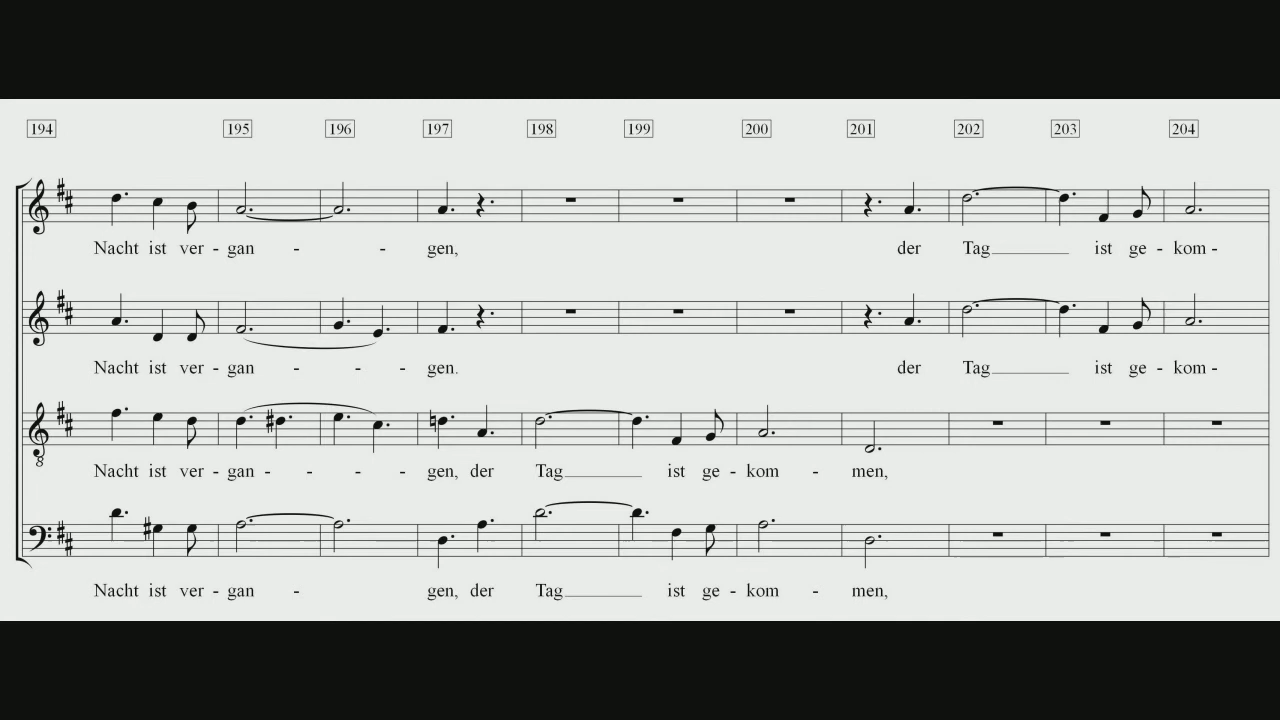 194 195 196 197 198 199 200 201 202 203 204
Nacht ist ver - gan - - gen, der Tag ist ge - kom -
Nacht ist ver - gan - - - gen. der Tag ist ge - kom -
8
Nacht ist ver - gan - - - - gen, der Tag ist ge - kom - men,
Nacht ist ver - gan - gen, der Tag ist ge - kom - men,